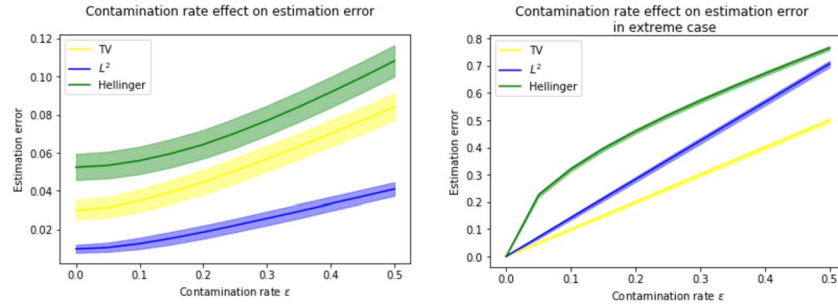 Contamination rate effect on estimation error
0.12
0.10
0.08
0.06
0.04
0.02
Estimation error
TV
L²
Hellinger
0.0
0.1
0.2
0.3
0.4
0.5
Contamination rate ε
Contamination rate effect on estimation error
in extreme case
0.8
0.7
0.6
0.5
0.4
0.3
0.2
0.1
0.0
Estimation error
TV
L²
Hellinger
0.0
0.1
0.2
0.3
0.4
0.5
Contamination rate ε